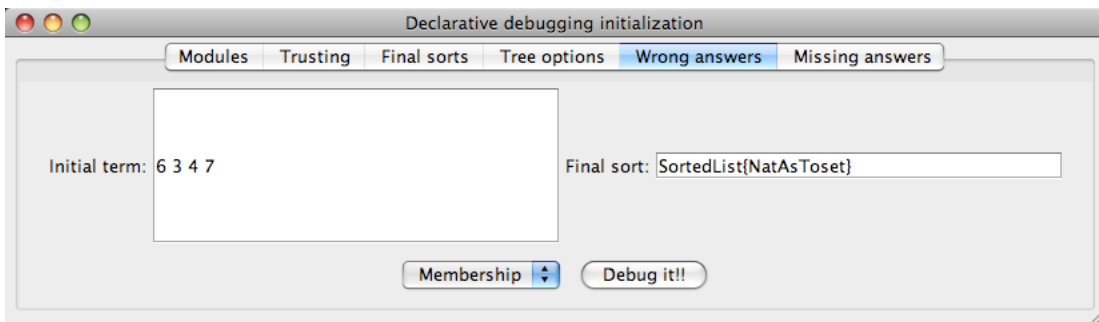 Declarative debugging initialization
Modules Trusting Final sorts Tree options Wrong answers Missing answers
Initial term: 6 3 4 7 Final sort: SortedList{NatAsToset}
Membership Debug it!!